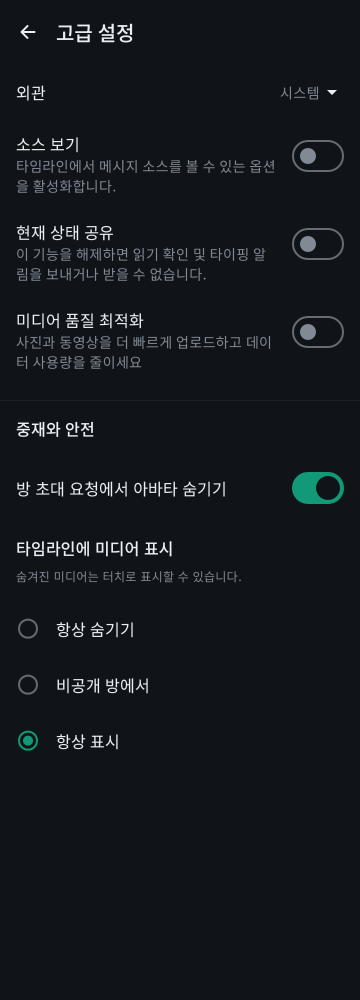 고급 설정
외관
시스템
소스 보기
타임라인에서 메시지 소스를 볼 수 있는 옵션
을 활성화합니다.
현재 상태 공유
이 기능을 해제하면 읽기 확인 및 타이핑 알
림을 보내거나 받을 수 없습니다.
미디어 품질 최적화
사진과 동영상을 더 빠르게 업로드하고 데이
터 사용량을 줄이세요
중재와 안전
방 초대 요청에서 아바타 숨기기
타임라인에 미디어 표시
숨겨진 미디어는 터치로 표시할 수 있습니다.
항상 숨기기
비공개 방에서
항상 표시